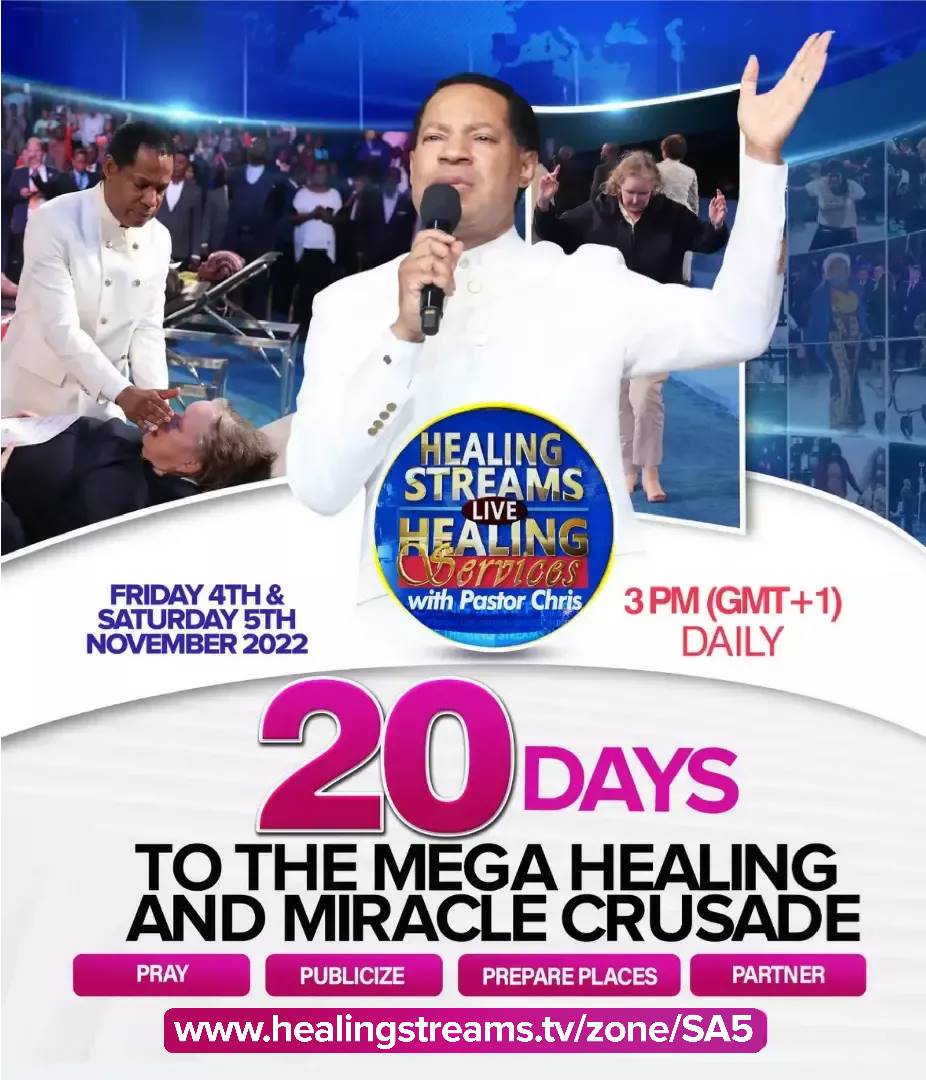 HEALING
STREAMS
LIVE
HEALING
Services
with Pastor Chris
FRIDAY 4TH &
SATURDAY 5TH
NOVEMBER 2022
3 PM (GMT+1)
DAILY
20 DAYS
TO THE MEGA HEALING
AND MIRACLE CRUSADE
PRAY
PUBLICIZE
PREPARE PLACES
PARTNER
www.healingstreams.tv/zone/SA5